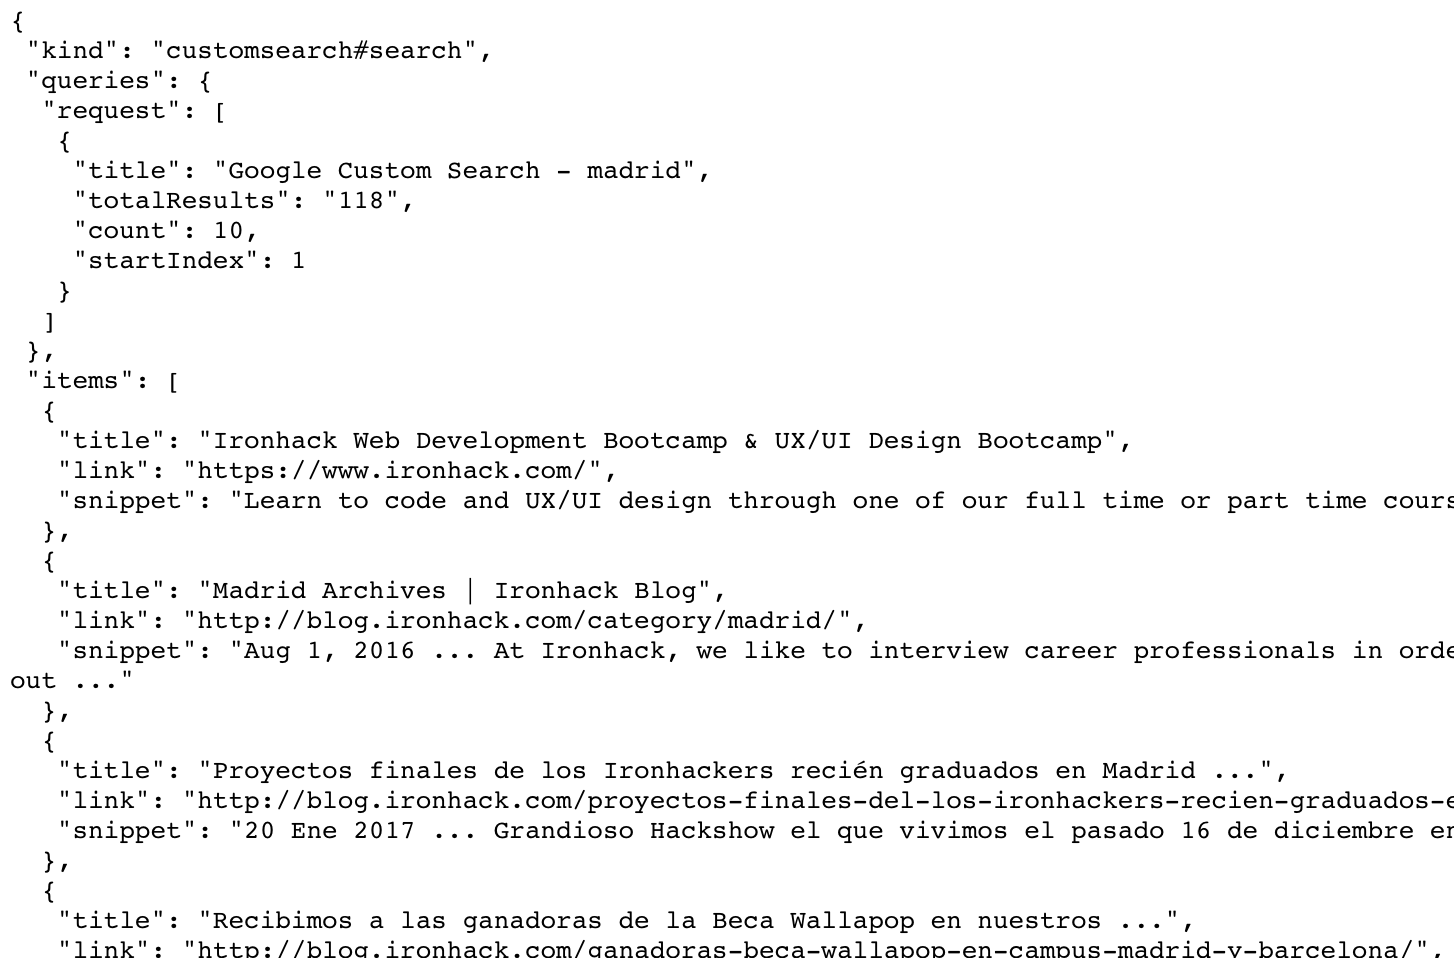 {
 "kind": "customsearch#search",
 "queries": {
  "request": [
   {
    "title": "Google Custom Search - madrid",
    "totalResults": "118",
    "count": 10,
    "startIndex": 1
   }
  ]
 },
 "items": [
  {
   "title": "Ironhack Web Development Bootcamp & UX/UI Design Bootcamp",
   "link": "https://www.ironhack.com/",
   "snippet": "Learn to code and UX/UI design through one of our full time or part time
  },
  {
   "title": "Madrid Archives | Ironhack Blog",
   "link": "http://blog.ironhack.com/category/madrid/",
   "snippet": "Aug 1, 2016 ... At Ironhack, we like to interview career professionals in
out ..."
  },
  {
   "title": "Proyectos finales de los Ironhackers recién graduados en Madrid ...",
   "link": "http://blog.ironhack.com/proyectos-finales-del-los-ironhackers-recien-graduados-
   "snippet": "20 Ene 2017 ... Grandioso Hackshow el que vivimos el pasado 16 de diciembre en
  },
  {
   "title": "Recibimos a las ganadoras de la Beca Wallapop en nuestros ...",
   "link": "http://blog.ironhack.com/ganadoras-beca-wallapop-en-campus-madrid-y-barcelona/",